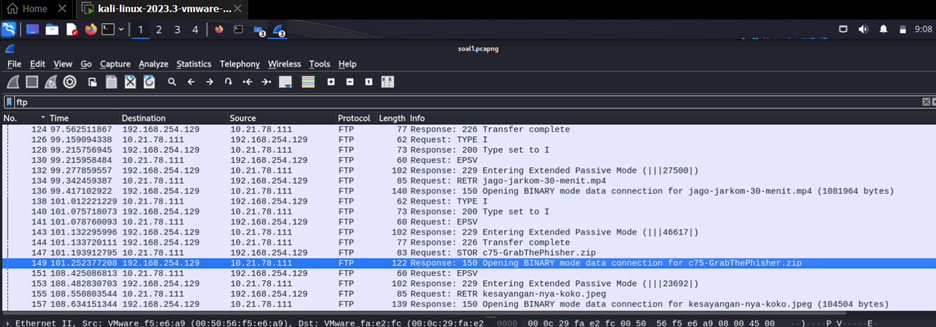 Home kali-linux-2023.3-vmware-...
1 2 3 4 9:08
soal1.pcapng
File Edit View Go Capture Analyze Statistics Telephony Wireless Tools Help
ftp
No. Time Destination Source Protocol Length Info
124 97.562511867 192.168.254.129 10.21.78.111 FTP 77 Response: 226 Transfer complete
126 99.159094338 10.21.78.111 192.168.254.129 FTP 62 Request: TYPE I
128 99.215756945 192.168.254.129 10.21.78.111 FTP 73 Response: 200 Type set to I
130 99.215958484 10.21.78.111 192.168.254.129 FTP 60 Request: EPSV
132 99.277859557 192.168.254.129 10.21.78.111 FTP 102 Response: 229 Entering Extended Passive Mode (|||27500|)
134 99.342459387 10.21.78.111 192.168.254.129 FTP 85 Request: RETR jago-jarkom-30-menit.mp4
136 99.417102922 192.168.254.129 10.21.78.111 FTP 140 Response: 150 Opening BINARY mode data connection for jago-jarkom-30-menit.mp4 (1081964 bytes)
138 101.012221229 10.21.78.111 192.168.254.129 FTP 62 Request: TYPE I
140 101.075718073 192.168.254.129 10.21.78.111 FTP 73 Response: 200 Type set to I
141 101.078760093 10.21.78.111 192.168.254.129 FTP 60 Request: EPSV
143 101.132295996 192.168.254.129 10.21.78.111 FTP 102 Response: 229 Entering Extended Passive Mode (|||46617|)
144 101.133720111 192.168.254.129 10.21.78.111 FTP 77 Response: 226 Transfer complete
147 101.193912795 10.21.78.111 192.168.254.129 FTP 83 Request: STOR c75-GrabThePhisher.zip
149 101.252377208 192.168.254.129 10.21.78.111 FTP 122 Response: 150 Opening BINARY mode data connection for c75-GrabThePhisher.zip
151 108.425086813 10.21.78.111 192.168.254.129 FTP 60 Request: EPSV
153 108.482830703 192.168.254.129 10.21.78.111 FTP 102 Response: 229 Entering Extended Passive Mode (|||23692|)
155 108.550803544 10.21.78.111 192.168.254.129 FTP 85 Request: RETR kesayangan-nya-koko.jpeg
157 108.634151344 192.168.254.129 10.21.78.111 FTP 139 Response: 150 Opening BINARY mode data connection for kesayangan-nya-koko.jpeg (104504 bytes)
Ethernet II, Src: VMware_f5:e6:a9 (00:50:56:f5:e6:a9), Dst: VMware_fa:e2:fc (00:0c:29:fa:e2 0000 00 0c 29 fa e2 fc 00 50 56 f5 e6 a9 08 00 45 00 ..)....P V.....E.